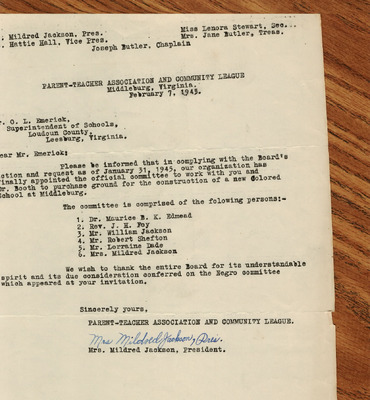 . Mildred Jackson, Pres. Miss Lenora Stewart, Sec.
. Hattie Hall, Vice Pres. Mrs. Jane Butler, Treas.
Joseph Butler, Chaplain
PARENT-TEACHER ASSOCIATION AND COMMUNITY LEAGUE
Middleburg, Virginia.
February 7, 1945.
r. O. L. Emerick,
Superintendent of Schools,
Loudoun County,
Leesburg, Virginia.
ear Mr. Emerick:
Please be informed that in complying with the Board's
ction and request as of January 31, 1945, our organization has
inally appointed the official committee to work with you and
r. Booth to purchase ground for the construction of a new Colored
chool at Middleburg.
The committee is comprised of the folowing persons:-
1. Dr. Maurice B. K. Edmead
2. Rev. J. H. Foy
3. Mr. William Jackson
4. Mr. Robert Shefton
5. Mr. Lorraine Dade
6. Mrs. Mildred Jackson
We wish to thank the entire Board for its understandable
spirit and its due consideration conferred on the Negro committee
which appeared at your invitation.
Sincerely yours,
PARENT-TEACHER ASSOCIATION AND COMMUNITY LEAGUE.
Mrs Mildred Jackson, Pres.
Mrs. Mildred Jackson, President.